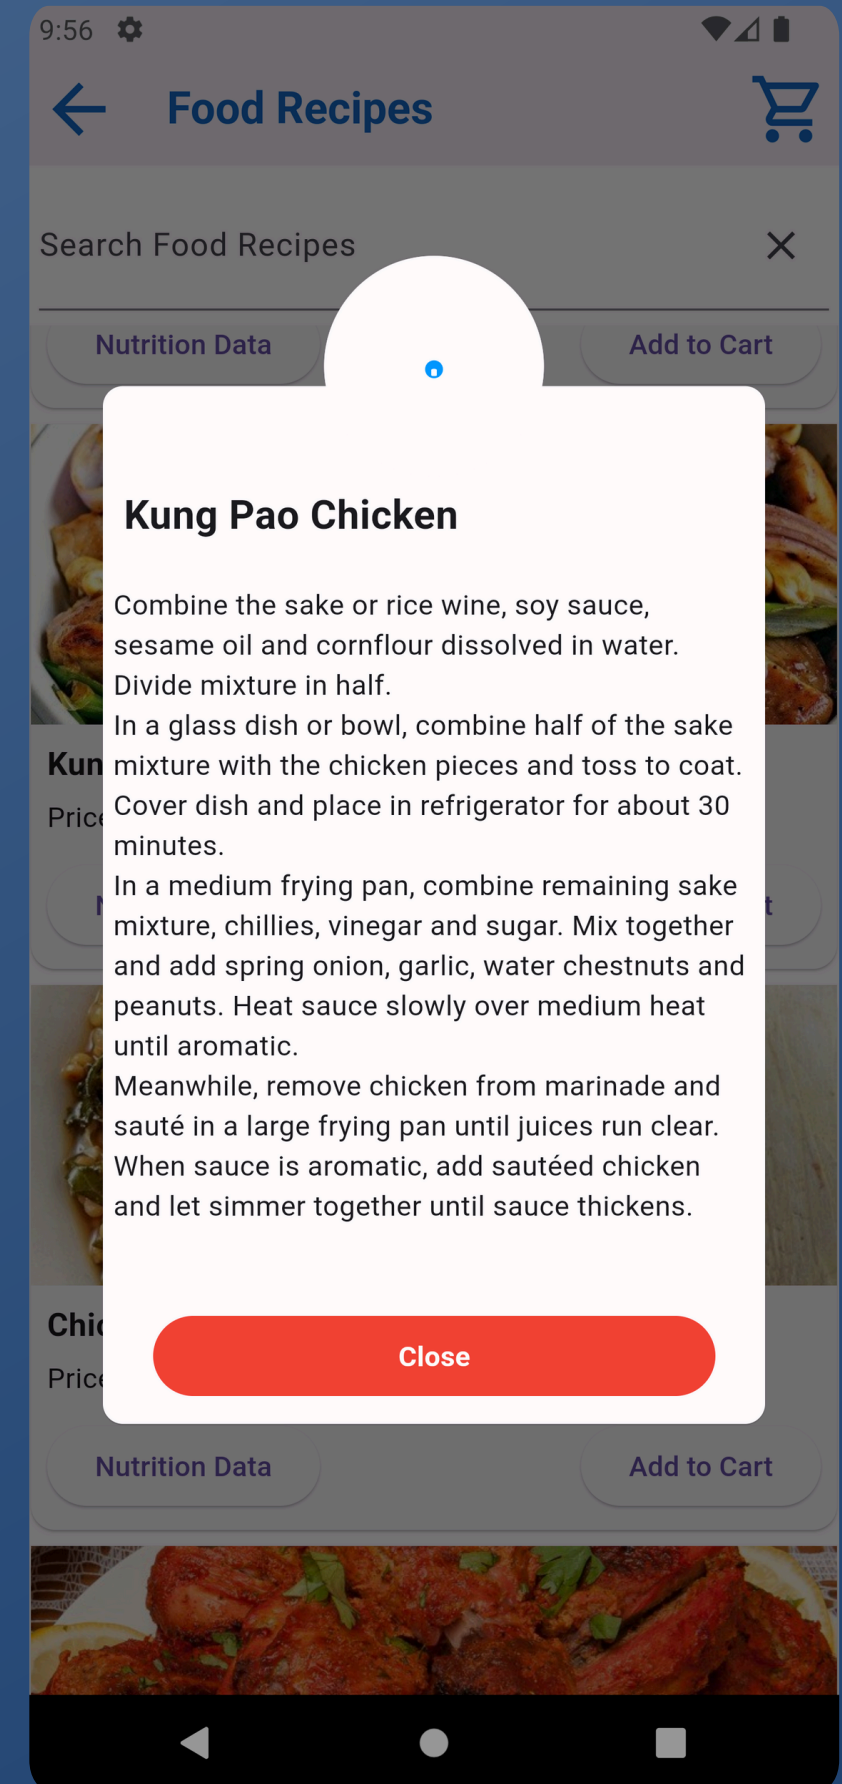 9:56
Food Recipes
Search Food Recipes
Nutrition Data
Add to Cart
Kung Pao Chicken
Combine the sake or rice wine, soy sauce,
sesame oil and cornflour dissolved in water.
Divide mixture in half.
In a glass dish or bowl, combine half of the sake
mixture with the chicken pieces and toss to coat.
Cover dish and place in refrigerator for about 30
minutes.
In a medium frying pan, combine remaining sake
mixture, chillies, vinegar and sugar. Mix together
and add spring onion, garlic, water chestnuts and
peanuts. Heat sauce slowly over medium heat
until aromatic.
Meanwhile, remove chicken from marinade and
sauté in a large frying pan until juices run clear.
When sauce is aromatic, add sautéed chicken
and let simmer together until sauce thickens.
Close
Nutrition Data
Add to Cart